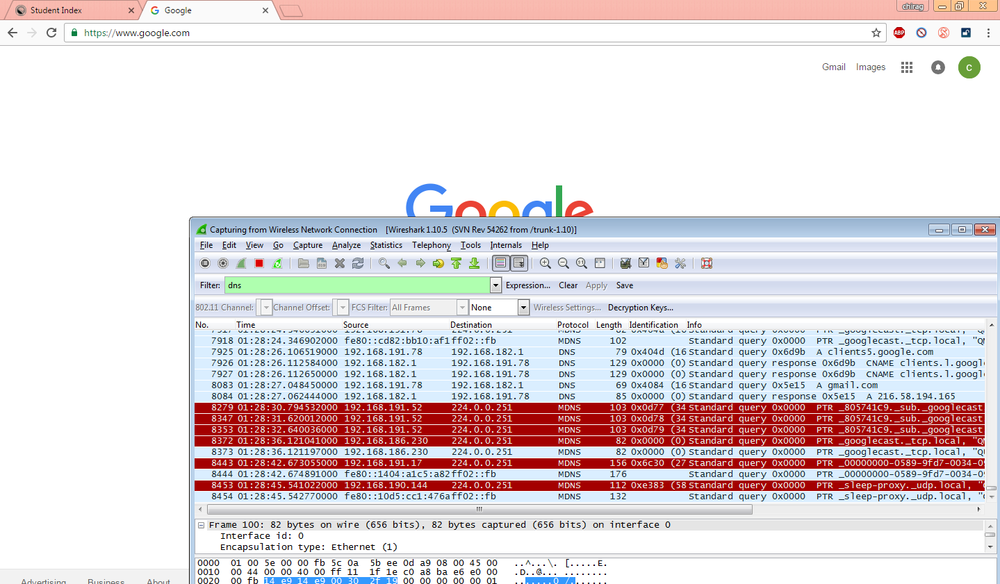 Student Index
Google
chirag
https://www.google.com
ABP
Gmail Images
C
Google
Capturing from Wireless Network Connection [Wireshark 1.10.5 (SVN Rev 54262 from /trunk-1.10)]
File Edit View Go Capture Analyze Statistics Telephony Tools Internals Help
Filter: dns Expression... Clear Apply Save
802.11 Channel: Channel Offset: FCS Filter: All Frames None Wireless Settings... Decryption Keys...
No. Time Source Destination Protocol Length Identification Info
7918 01:28:24.346902000 fe80::cd82:bb10:af1 ff02::fb MDNS 102 Standard query 0x0000 PTR _googlecast._tcp.local, "QM
7925 01:28:26.106519000 192.168.191.78 192.168.182.1 DNS 79 0x404d (16 Standard query 0x6d9b A clients5.google.com
7926 01:28:26.112584000 192.168.182.1 192.168.191.78 DNS 129 0x0000 (0) Standard query response 0x6d9b CNAME clients.l.googl
7927 01:28:26.112650000 192.168.182.1 192.168.191.78 DNS 129 0x0000 (0) Standard query response 0x6d9b CNAME clients.l.googl
8083 01:28:27.048450000 192.168.191.78 192.168.182.1 DNS 69 0x4084 (16 Standard query 0x5e15 A gmail.com
8084 01:28:27.062444000 192.168.182.1 192.168.191.78 DNS 85 0x0000 (0) Standard query response 0x5e15 A 216.58.194.165
8279 01:28:30.794532000 192.168.191.52 224.0.0.251 MDNS 103 0x0d77 (34 Standard query 0x0000 PTR _805741C9._sub._googlecast
8347 01:28:31.620012000 192.168.191.52 224.0.0.251 MDNS 103 0x0d78 (34 Standard query 0x0000 PTR _805741C9._sub._googlecast
8353 01:28:32.640036000 192.168.191.52 224.0.0.251 MDNS 103 0x0d79 (34 Standard query 0x0000 PTR _805741C9._sub._googlecast
8372 01:28:36.121041000 192.168.186.230 224.0.0.251 MDNS 82 0x0000 (0) Standard query 0x0000 PTR _googlecast._tcp.local, "QM
8373 01:28:36.121197000 192.168.186.230 224.0.0.251 MDNS 82 0x0000 (0) Standard query 0x0000 PTR _googlecast._tcp.local, "QU
8443 01:28:42.673055000 192.168.191.17 224.0.0.251 MDNS 156 0x6c30 (27 Standard query 0x0000 PTR _00000000-0589-9fd7-0034-09
8444 01:28:42.674891000 fe80::1404:a1c5:a82 ff02::fb MDNS 176 Standard query 0x0000 PTR _00000000-0589-9fd7-0034-09
8453 01:28:45.541022000 192.168.190.144 224.0.0.251 MDNS 112 0xe383 (58 Standard query 0x0000 PTR _sleep-proxy._udp.local, "Q
8454 01:28:45.542770000 fe80::10d5:cc1:476a ff02::fb MDNS 132 Standard query 0x0000 PTR _sleep-proxy._udp.local, "Q
Frame 100: 82 bytes on wire (656 bits), 82 bytes captured (656 bits) on interface 0
Interface id: 0
Encapsulation type: Ethernet (1)
0000 01 00 5e 00 00 fb 5c 0a 5b ee 0d a9 08 00 45 00 ..^...\. [.....E.
0010 00 44 00 00 40 00 ff 11 1f 1e c0 a8 ba e6 e0 00 .D..@... ........
0020 00 fb 14 e9 14 e9 00 30 2f 19 00 00 00 00 00 01 .......0 /.......
Advertising Business About